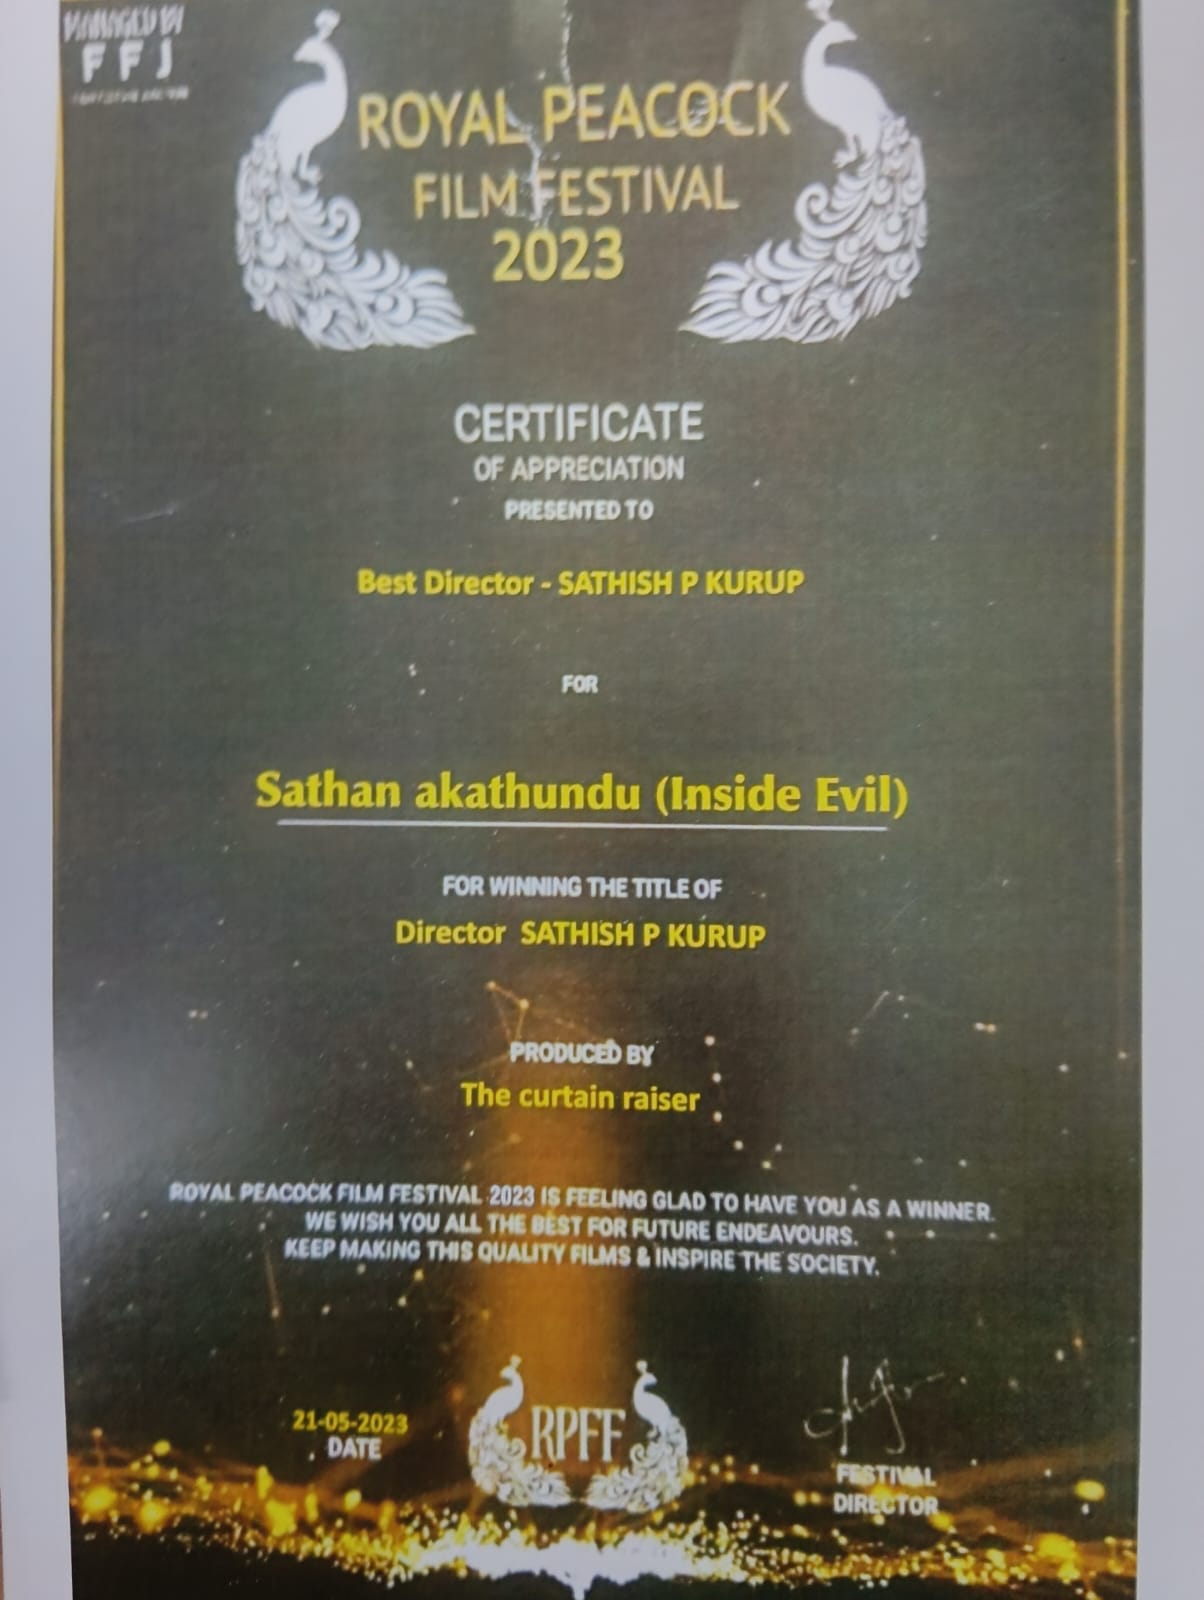 MANAGED BY
FFJ
ROYAL PEACOCK
FILM FESTIVAL
2023
CERTIFICATE
OF APPRECIATION
PRESENTED TO
Best Director - SATHISH P KURUP
FOR
Sathan akathundu (Inside Evil)
FOR WINNING THE TITLE OF
Director SATHISH P KURUP
PRODUCED BY
The curtain raiser
ROYAL PEACOCK FILM FESTIVAL 2023 IS FEELING GLAD TO HAVE YOU AS A WINNER.
WE WISH YOU ALL THE BEST FOR FUTURE ENDEAVOURS.
KEEP MAKING THIS QUALITY FILMS & INSPIRE THE SOCIETY.
21-05-2023
DATE
RPFF
FESTIVAL
DIRECTOR